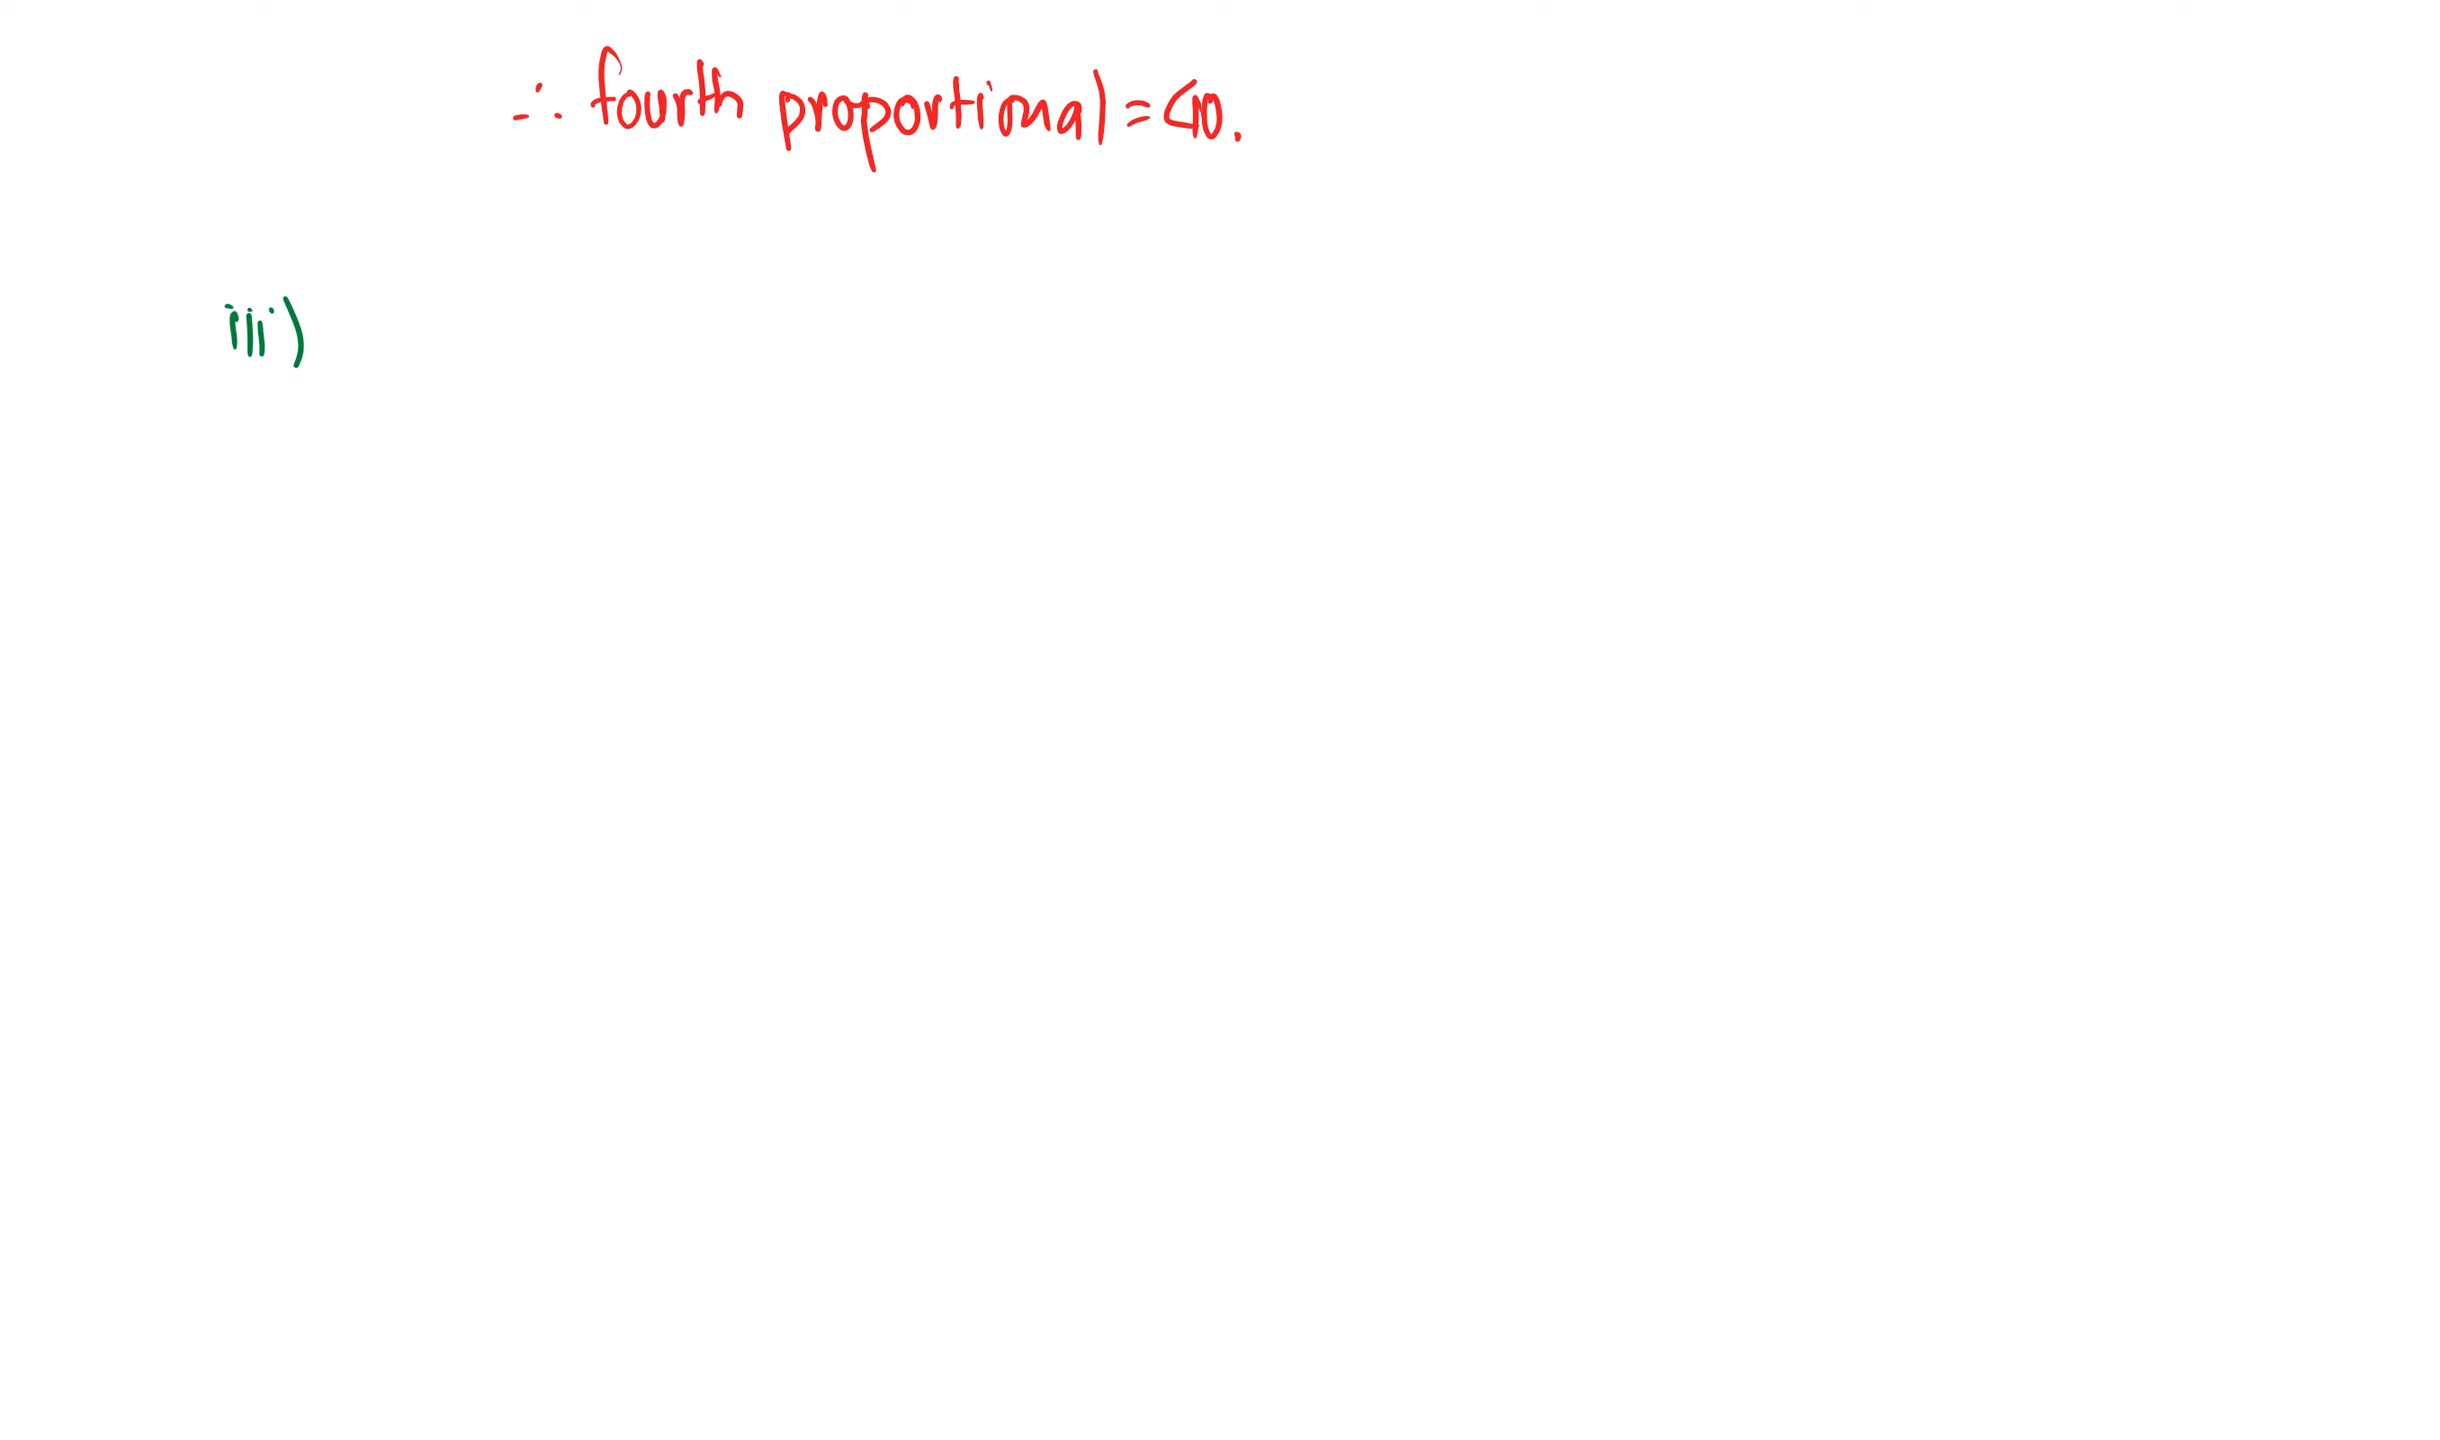 ∴ fourth proportional = 40.
iii)